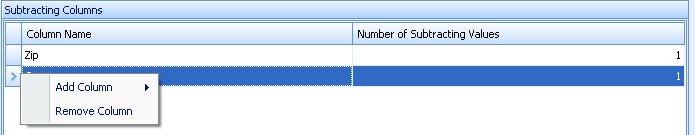 Subtracting Columns
Column Name Number of Subtracting Values
Zip 1
1
Add Column
Remove Column